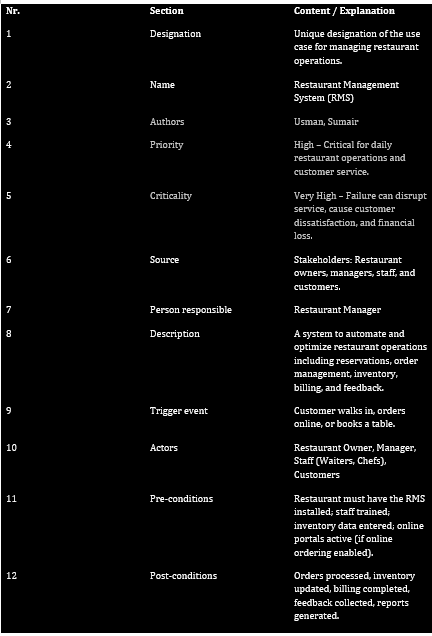 Nr. Section Content / Explanation
1 Designation Unique designation of the use
case for managing restaurant
operations.
2 Name Restaurant Management
System (RMS)
3 Authors Usman, Sumair
4 Priority High – Critical for daily
restaurant operations and
customer service.
5 Criticality Very High – Failure can disrupt
service, cause customer
dissatisfaction, and financial
loss.
6 Source Stakeholders: Restaurant
owners, managers, staff, and
customers.
7 Person responsible Restaurant Manager
8 Description A system to automate and
optimize restaurant operations
including reservations, order
management, inventory,
billing, and feedback.
9 Trigger event Customer walks in, orders
online, or books a table.
10 Actors Restaurant Owner, Manager,
Staff (Waiters, Chefs),
Customers
11 Pre-conditions Restaurant must have the RMS
installed; staff trained;
inventory data entered; online
portals active (if online
ordering enabled).
12 Post-conditions Orders processed, inventory
updated, billing completed,
feedback collected, reports
generated.